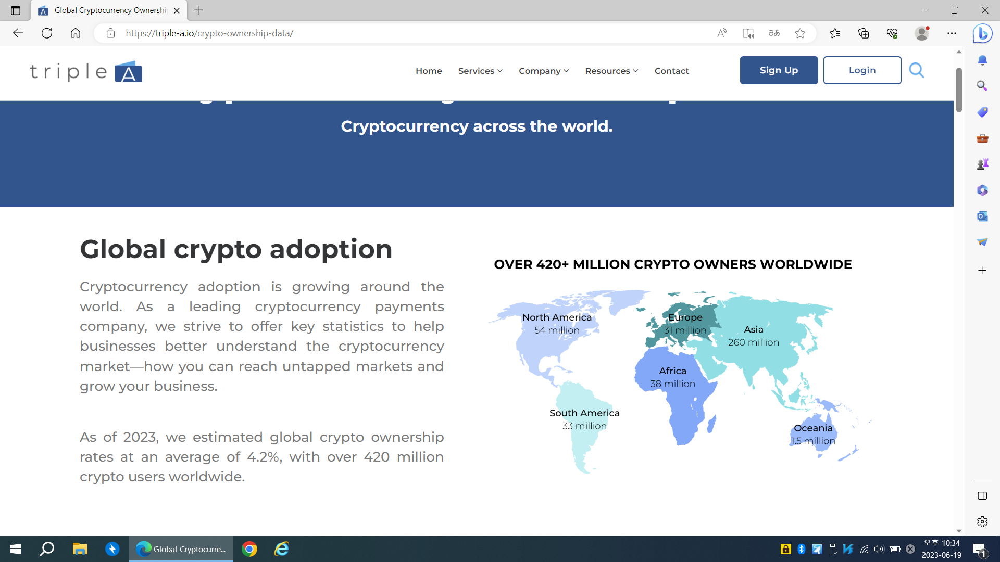 Global Cryptocurrency Ownershi
https://triple-a.io/crypto-ownership-data/
triple A
Home
Services
Company
Resources
Contact
Sign Up
Login
Cryptocurrency across the world.
Global crypto adoption
Cryptocurrency adoption is growing around the
world. As a leading cryptocurrency payments
company, we strive to offer key statistics to help
businesses better understand the cryptocurrency
market—how you can reach untapped markets and
grow your business.
As of 2023, we estimated global crypto ownership
rates at an average of 4.2%, with over 420 million
crypto users worldwide.
OVER 420+ MILLION CRYPTO OWNERS WORLDWIDE
North America
54 million
Europe
31 million
Asia
260 million
Africa
38 million
South America
33 million
Oceania
1.5 million
Global Cryptocurre...
오후 10:34
2023-06-19
1